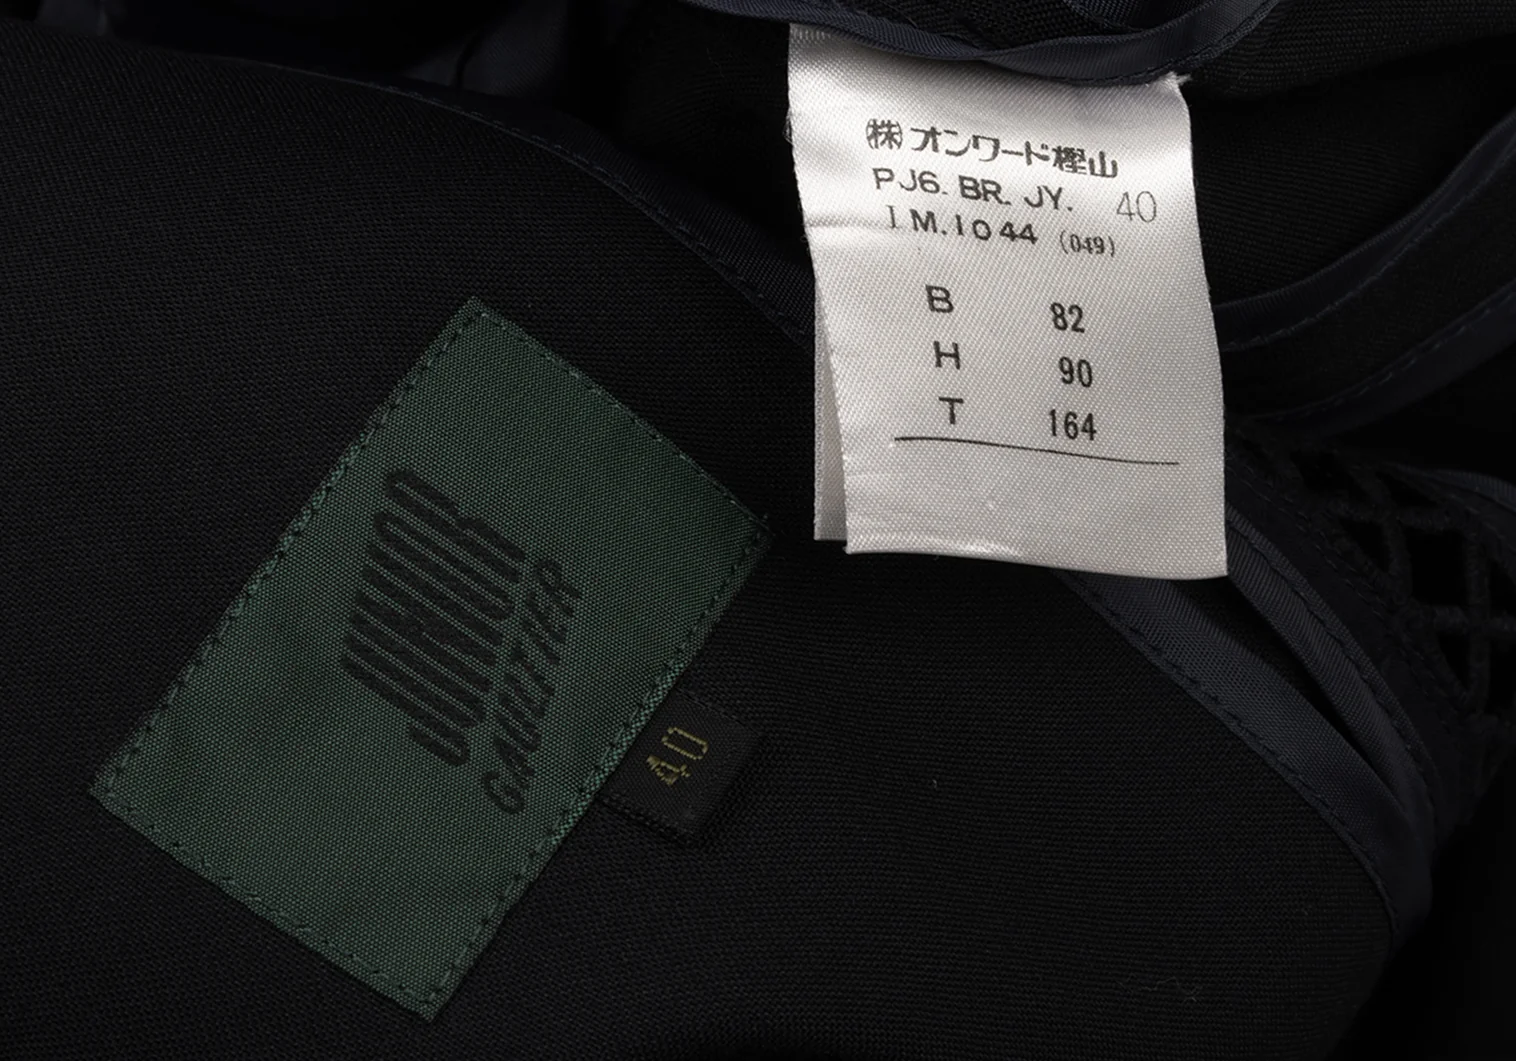 ㈱オンワード樫山
PJ6. BR. JY. 40
IM.1044 (049)
B 82
H 90
T 164
JUNIOR
GAULTIER
40